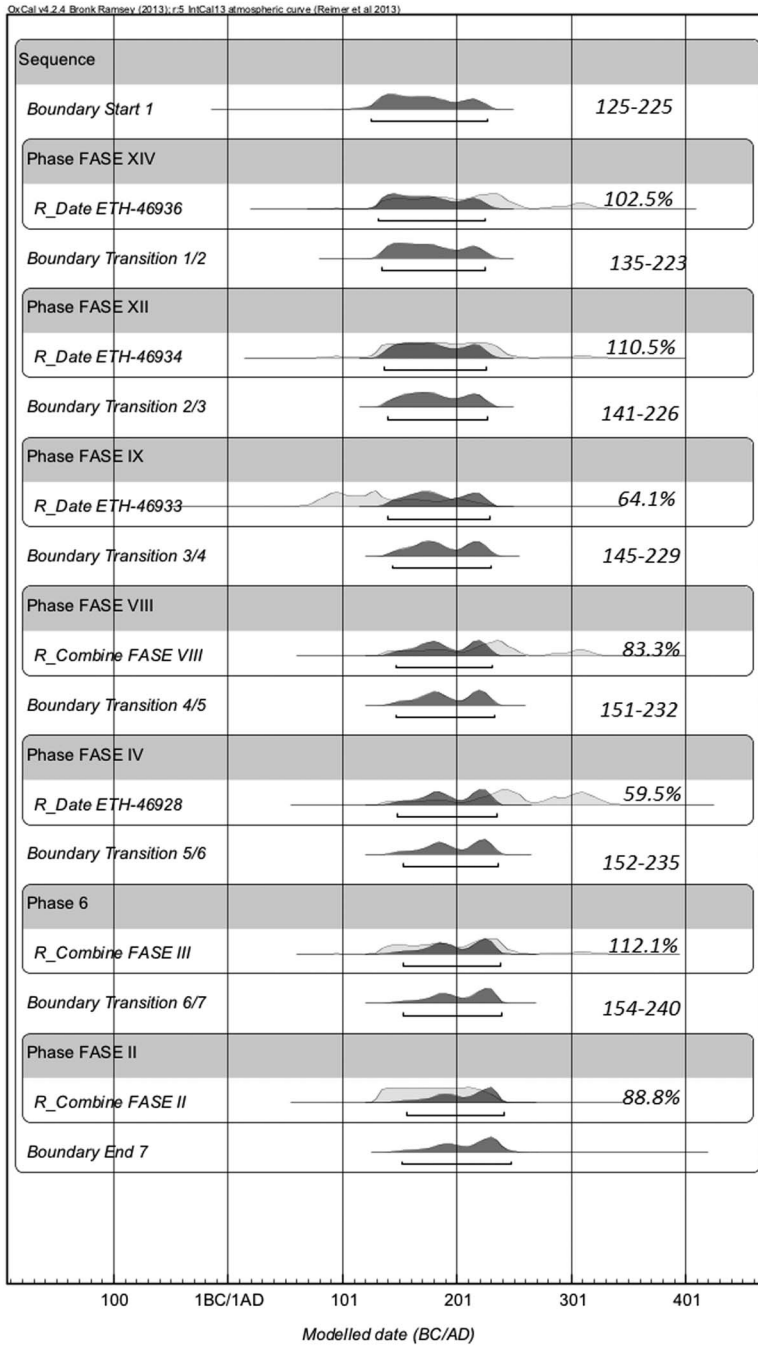 OxCal v4.2.4 Bronk Ramsey (2013); r:5 IntCal13 atmospheric curve (Reimer et al 2013)
Sequence
Boundary Start 1 125-225
Phase FASE XIV
R_Date ETH-46936 102.5%
Boundary Transition 1/2 135-223
Phase FASE XII
R_Date ETH-46934 110.5%
Boundary Transition 2/3 141-226
Phase FASE IX
R_Date ETH-46933 64.1%
Boundary Transition 3/4 145-229
Phase FASE VIII
R_Combine FASE VIII 83.3%
Boundary Transition 4/5 151-232
Phase FASE IV
R_Date ETH-46928 59.5%
Boundary Transition 5/6 152-235
Phase 6
R_Combine FASE III 112.1%
Boundary Transition 6/7 154-240
Phase FASE II
R_Combine FASE II 88.8%
Boundary End 7
100 1BC/1AD 101 201 301 401
Modelled date (BC/AD)